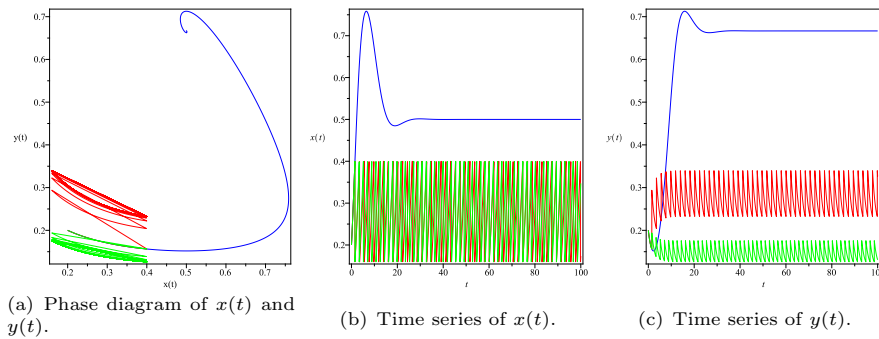 0.7
0.6
0.5
y(t)
0.4
0.3
0.2
0.2 0.3 0.4 0.5 0.6 0.7
x(t)
(a) Phase diagram of x(t) and
y(t).
0.7
0.6
0.5
x(t)
0.4
0.3
0.2
0 20 40 60 80 100
t
(b) Time series of x(t).
0.7
0.6
0.5
y(t)
0.4
0.3
0.2
0 20 40 60 80 100
t
(c) Time series of y(t).